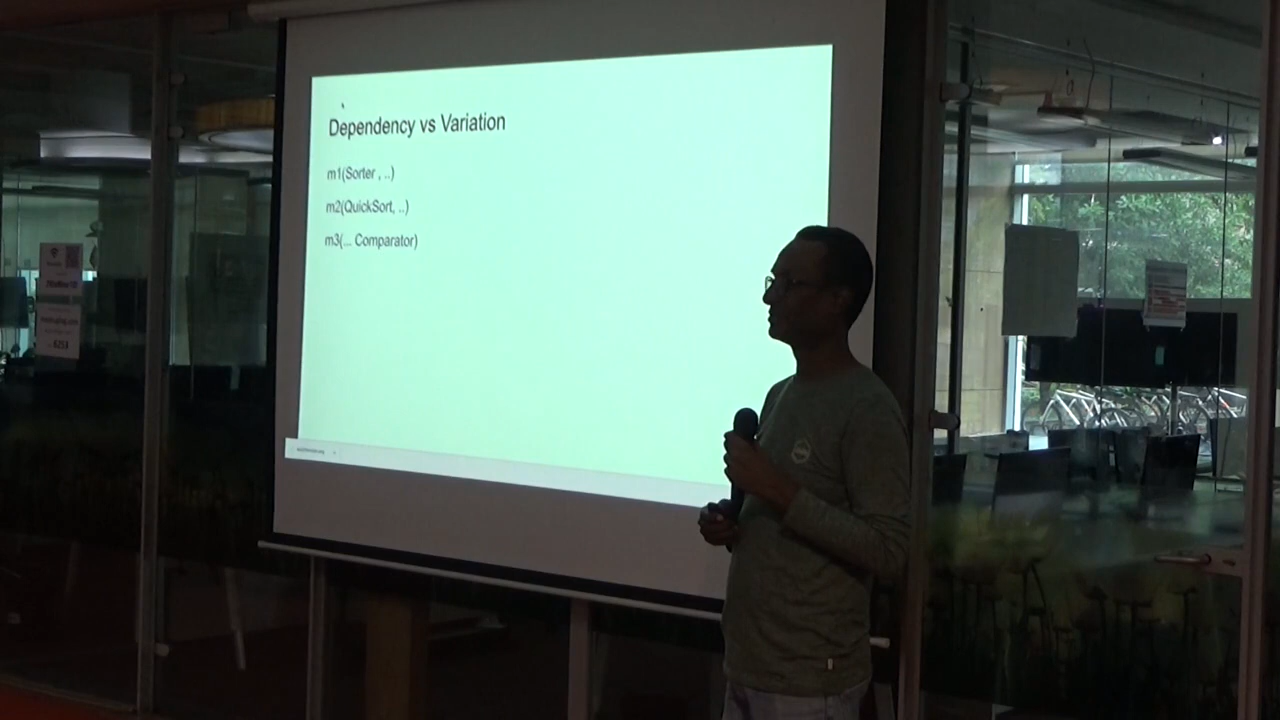 Dependency vs Variation
m1(Sorter , ..)
m2(QuickSort, ..)
m3(... Comparator)